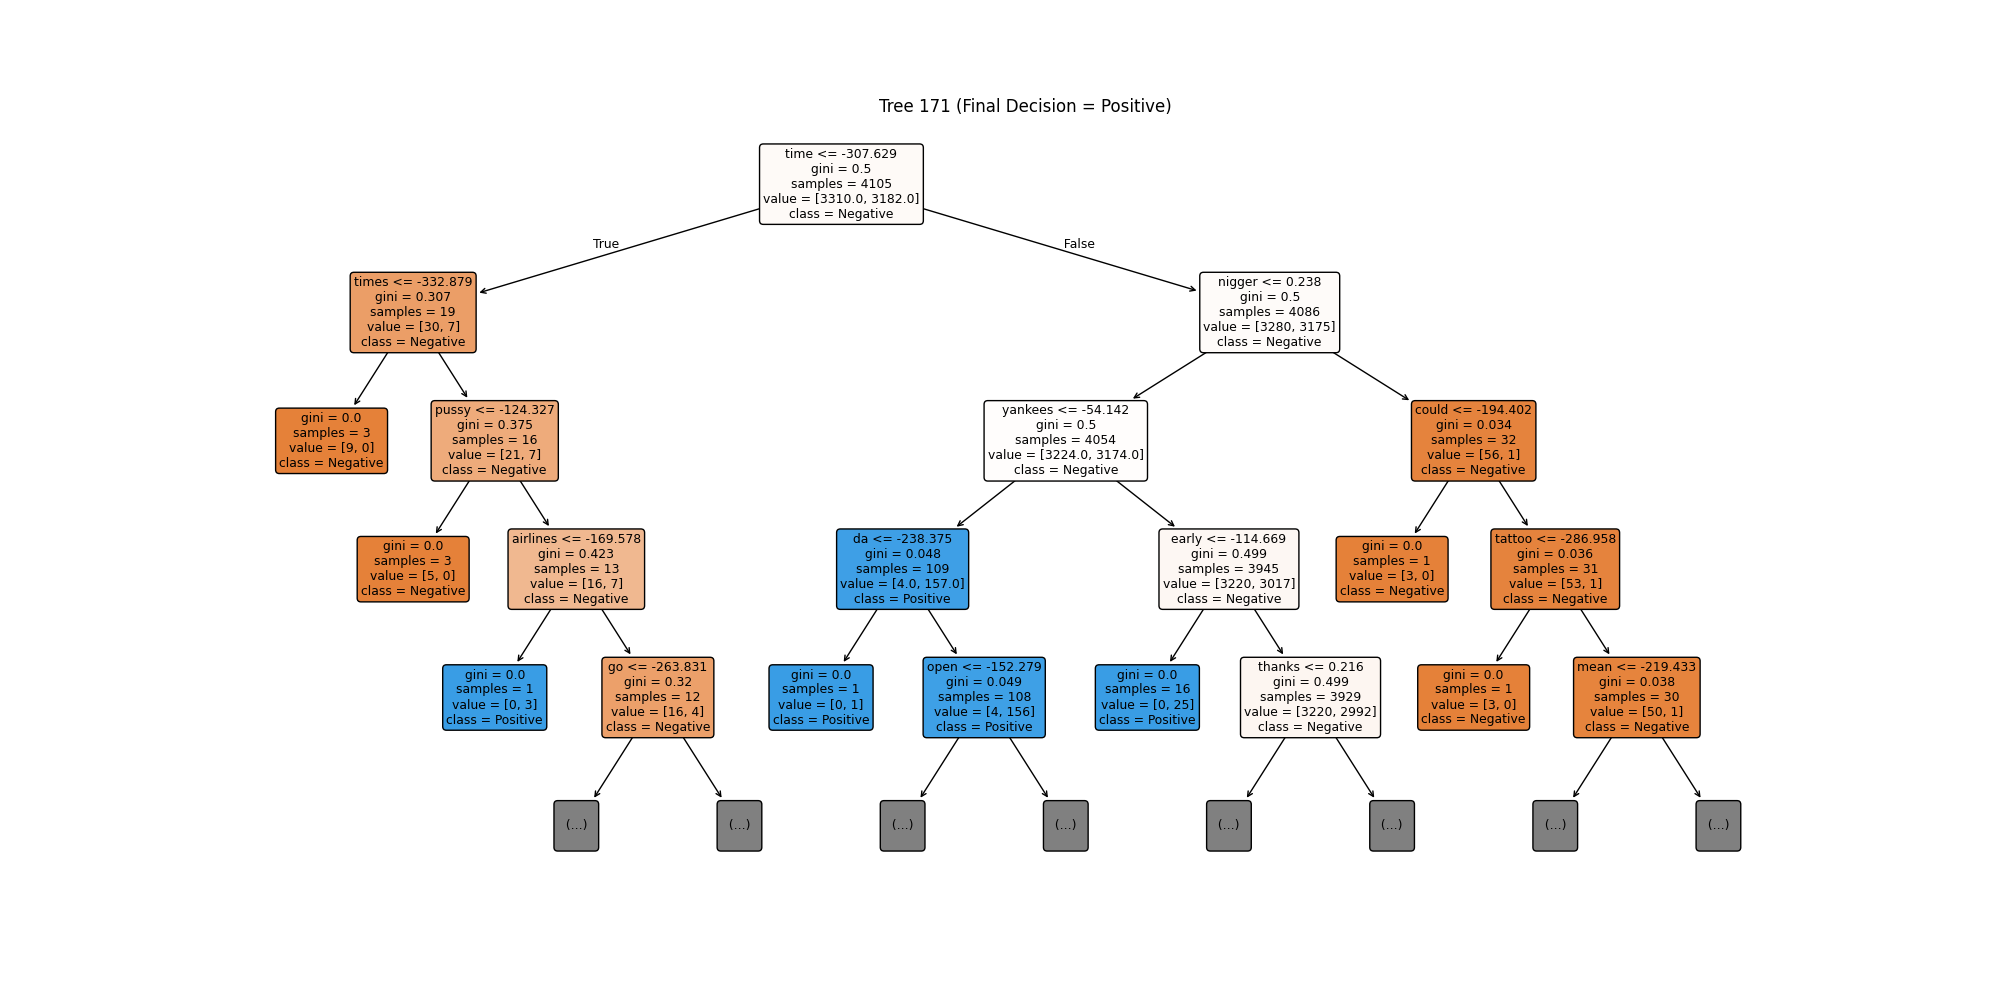 Tree 171 (Final Decision = Positive)
time <= -307.629
gini = 0.5
samples = 4105
value = [3310.0, 3182.0]
class = Negative
True
False
times <= -332.879
gini = 0.307
samples = 19
value = [30, 7]
class = Negative
nigger <= 0.238
gini = 0.5
samples = 4086
value = [3280, 3175]
class = Negative
gini = 0.0
samples = 3
value = [9, 0]
class = Negative
pussy <= -124.327
gini = 0.375
samples = 16
value = [21, 7]
class = Negative
yankees <= -54.142
gini = 0.5
samples = 4054
value = [3224.0, 3174.0]
class = Negative
could <= -194.402
gini = 0.034
samples = 32
value = [56, 1]
class = Negative
gini = 0.0
samples = 3
value = [5, 0]
class = Negative
airlines <= -169.578
gini = 0.423
samples = 13
value = [16, 7]
class = Negative
da <= -238.375
gini = 0.048
samples = 109
value = [4.0, 157.0]
class = Positive
early <= -114.669
gini = 0.499
samples = 3945
value = [3220, 3017]
class = Negative
gini = 0.0
samples = 1
value = [3, 0]
class = Negative
tattoo <= -286.958
gini = 0.036
samples = 31
value = [53, 1]
class = Negative
gini = 0.0
samples = 1
value = [0, 3]
class = Positive
go <= -263.831
gini = 0.32
samples = 12
value = [16, 4]
class = Negative
gini = 0.0
samples = 1
value = [0, 1]
class = Positive
open <= -152.279
gini = 0.049
samples = 108
value = [4, 156]
class = Positive
gini = 0.0
samples = 16
value = [0, 25]
class = Positive
thanks <= 0.216
gini = 0.499
samples = 3929
value = [3220, 2992]
class = Negative
gini = 0.0
samples = 1
value = [3, 0]
class = Negative
mean <= -219.433
gini = 0.038
samples = 30
value = [50, 1]
class = Negative
(...)
(...)
(...)
(...)
(...)
(...)
(...)
(...)